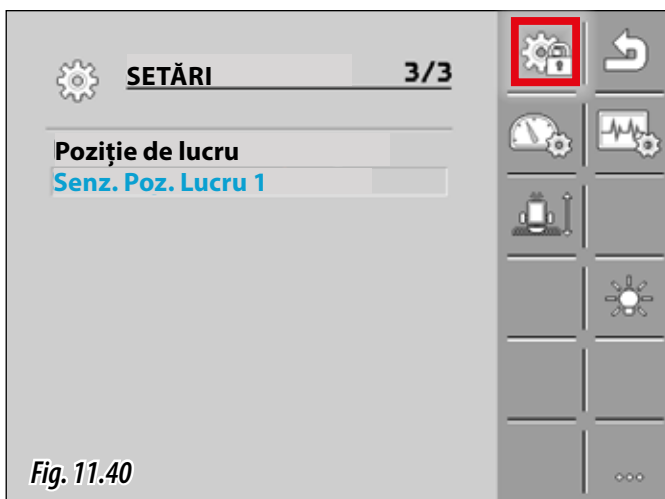 SETĂRI 3/3
Poziție de lucru
Senz. Poz. Lucru 1
Fig. 11.40